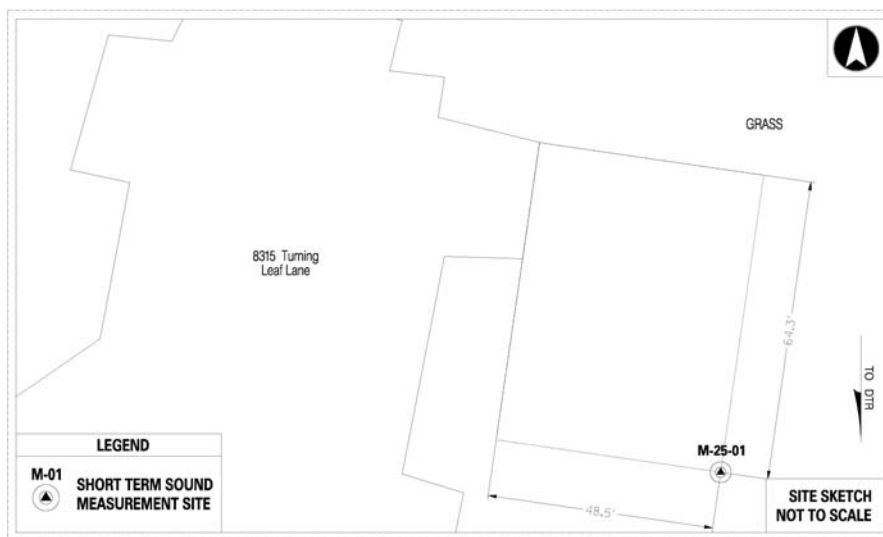 GRASS
8315 Turning
Leaf Lane
64.3'
TO DTR
LEGEND
M-01
SHORT TERM SOUND
MEASUREMENT SITE
M-25-01
48.5'
SITE SKETCH
NOT TO SCALE